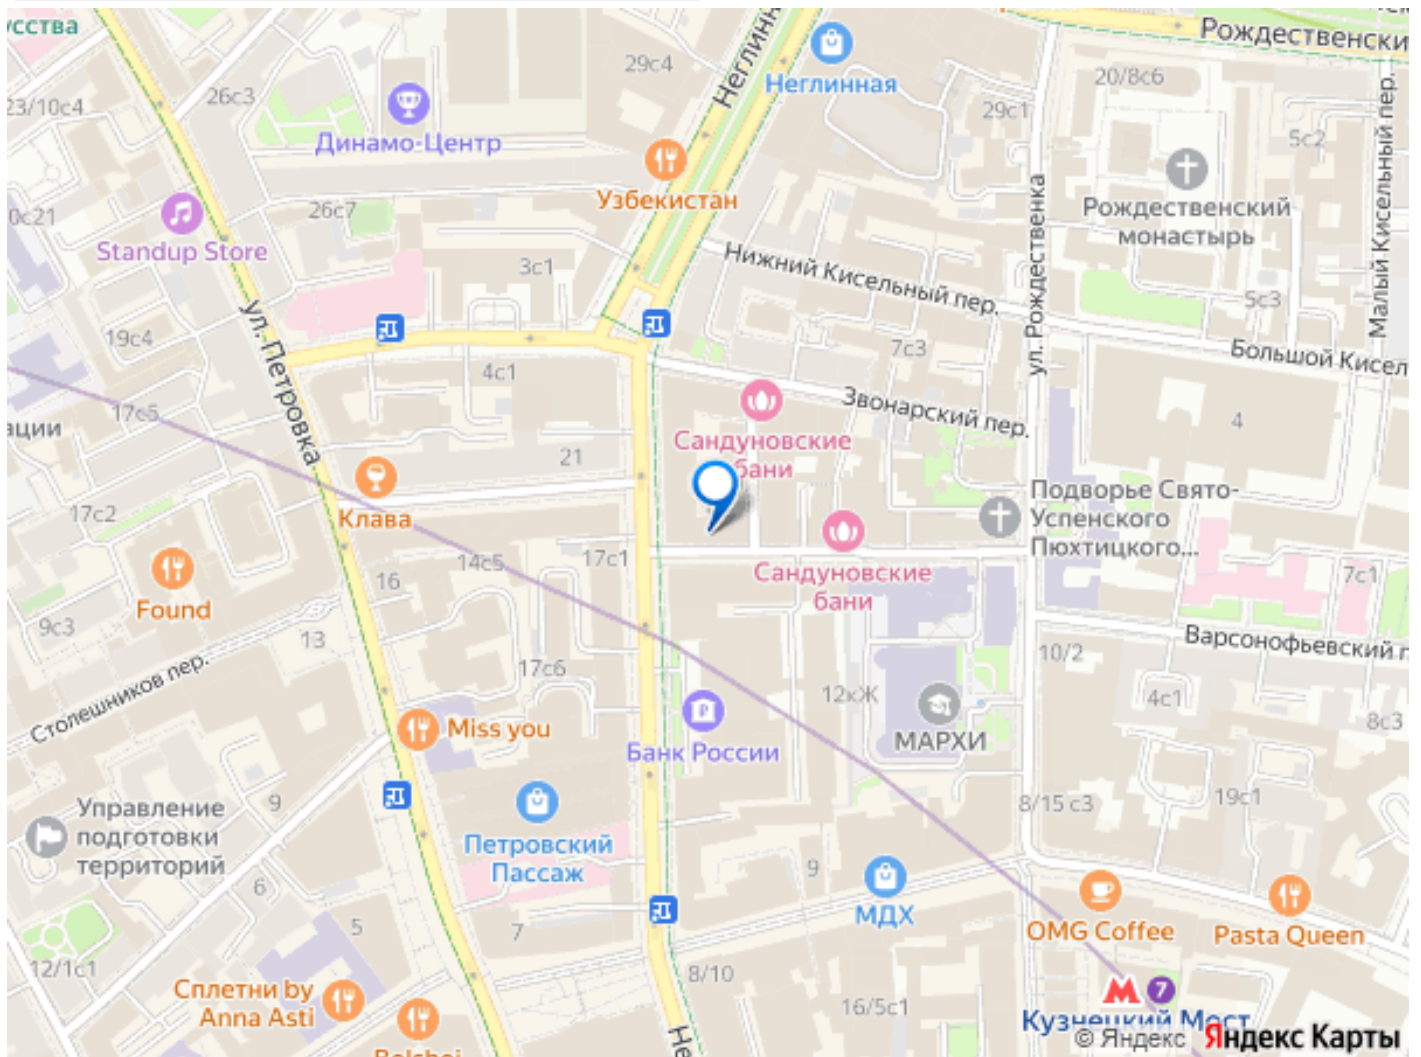 усства
Неглинн
Неглинная
Рождественски
29с4
26с3
23/10с4
Динамо-Центр
20/8с6
29с1
5с2
Малый Кисельный пер.
Узбекистан
ул. Рождественка
Рождественский
монастырь
0с21
26с7
Standup Store
Нижний Кисельный пер.
3с1
5с3
ул. Петровка
19с4
7с3
Большой Кисел
4с1
Звонарский пер.
17с5
ации
4
Сандуновские
бани
21
Клава
17с2
Подворье Свято-
Успенского
Пюхтицкого...
14с5
17с1
16
Сандуновские
бани
7с1
Found
9с3
13
Столешников пер.
Варсонофьевский п
10/2
17с6
12кЖ
4с1
8с3
Miss you
Банк России
МАРХИ
Управление
подготовки
территорий
9
8/15 с3
19с1
Петровский
Пассаж
9
6
МДХ
5
7
OMG Coffee
Pasta Queen
12/1с1
8/10
Сплетни by
Anna Asti
16/5с1
7
Кузнецкий Мост
Не
Bolshoi
© Яндекс Яндекс Карты